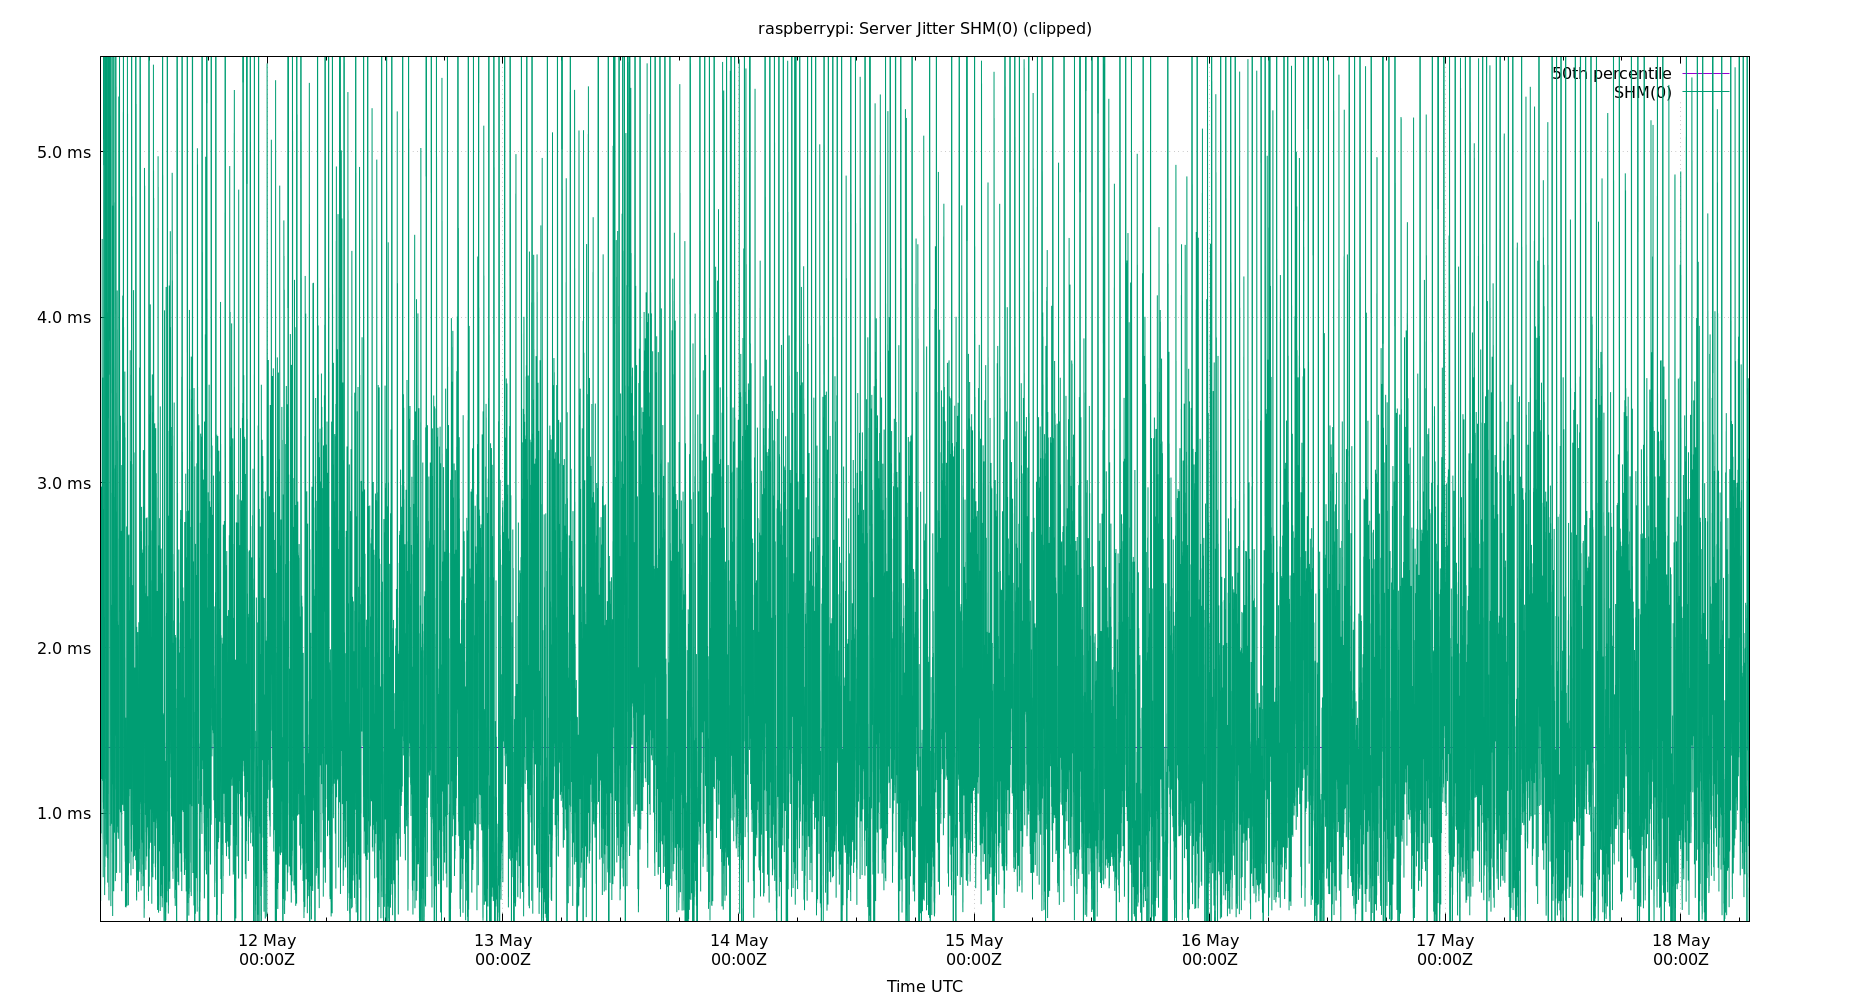 raspberrypi: Server Jitter SHM(0) (clipped)
50th percentile
SHM(0)
5.0 ms
4.0 ms
3.0 ms
2.0 ms
1.0 ms
12 May 13 May 14 May 15 May 16 May 17 May 18 May
00:00Z 00:00Z 00:00Z 00:00Z 00:00Z 00:00Z 00:00Z
Time UTC